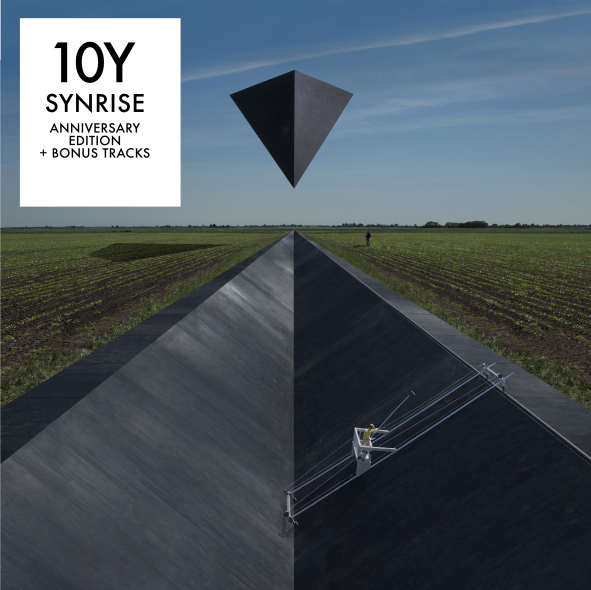 10Y
SYNRISE
ANNIVERSARY
EDITION
+ BONUS TRACKS